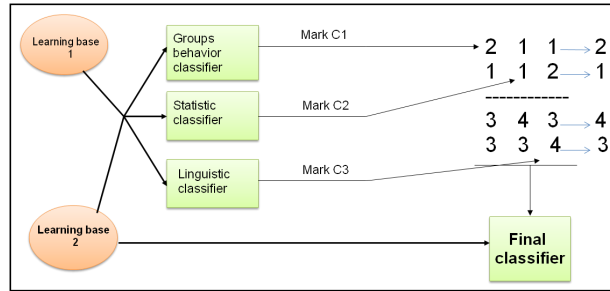 Learning base
1
Groups
behavior
classifier
Mark C1
2 1 1 2
1 1 2 1
------------
3 4 3 4
3 3 4 3
Statistic
classifier
Mark C2
Linguistic
classifier
Mark C3
Learning base
2
Final
classifier